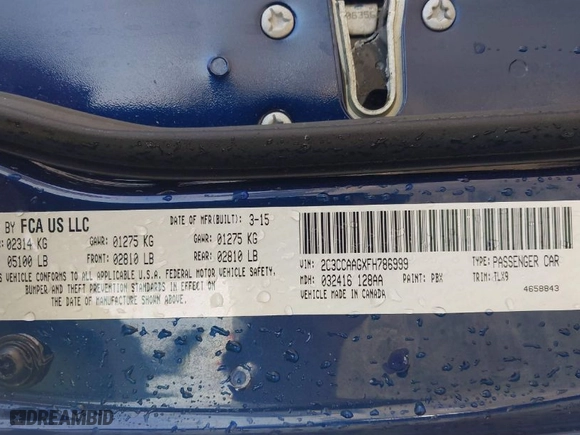 BY FCA US LLC
DATE OF MFR(BUILT): 3-15
02314 KG GAWR: 01275 KG GAWR: 01275 KG
05100 LB FRONT: 02810 LB REAR: 02810 LB
VEHICLE CONFORMS TO ALL APPLICABLE U.S.A. FEDERAL MOTOR VEHICLE SAFETY,
BUMPER AND THEFT PREVENTION STANDARDS IN EFFECT ON
THE DATE OF MANUFACTURE SHOWN ABOVE.
VIN: 2C3CCAAGXFH786999 TYPE: PASSENGER CAR
MDH: 032416 128AA PAINT: PBX TRIM: TLX9
VEHICLE MADE IN CANADA
4658843
DREAMBID